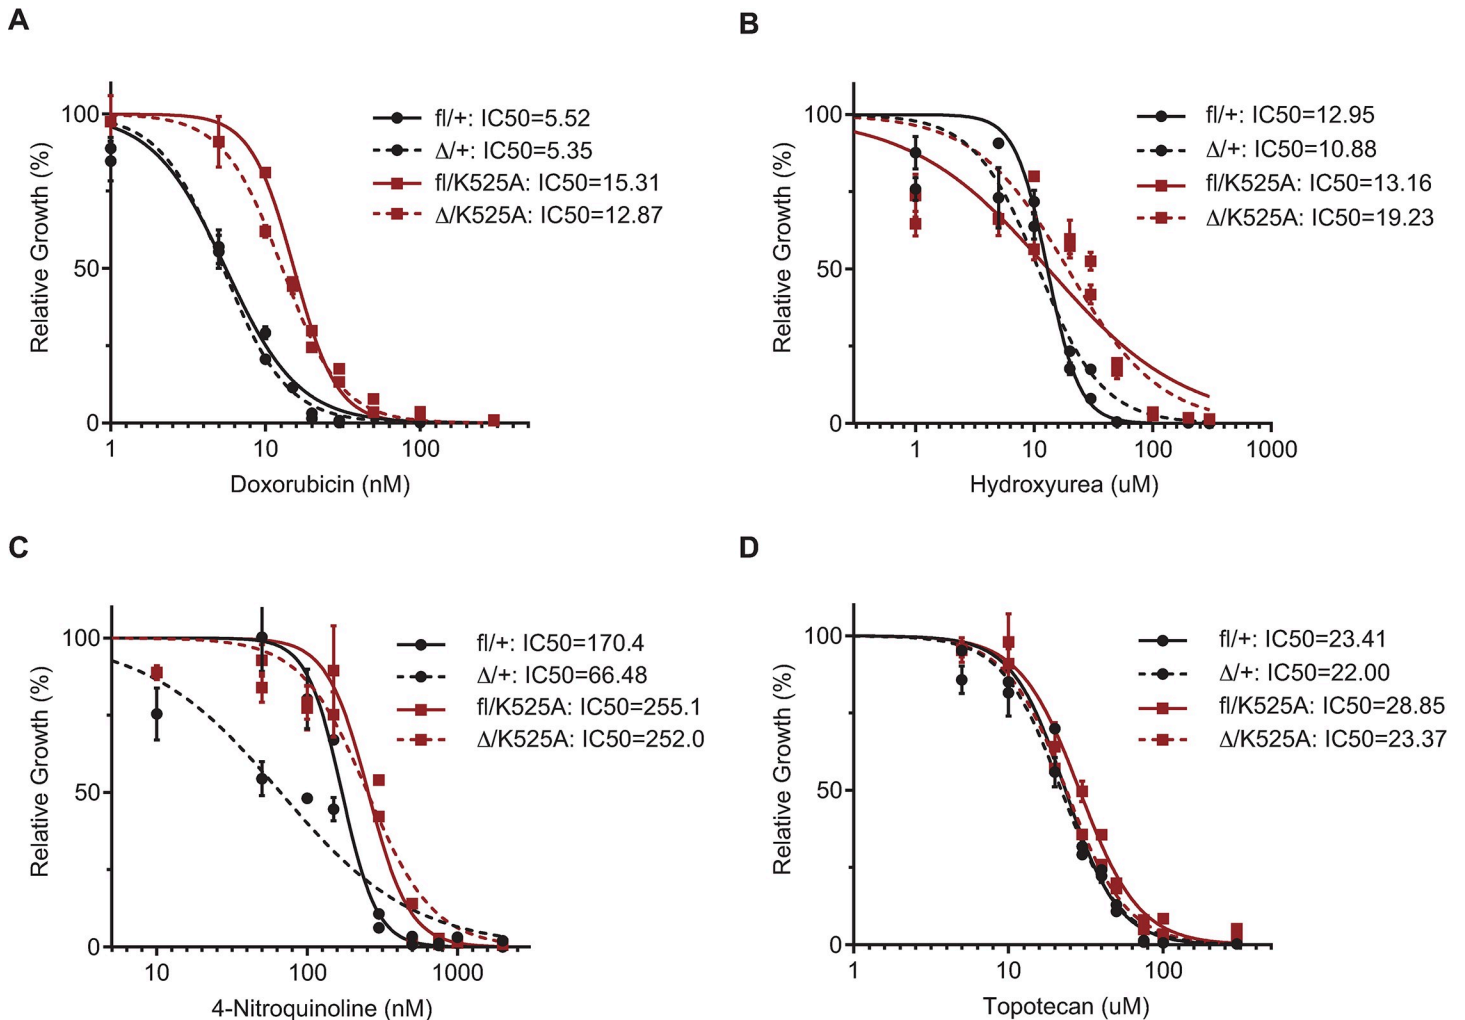 A
Relative Growth (%)
100
50
0
1
10
100
Doxorubicin (nM)
fl/+: IC50=5.52
Δ/+: IC50=5.35
fl/K525A: IC50=15.31
Δ/K525A: IC50=12.87
B
Relative Growth (%)
100
50
0
1
10
100
1000
Hydroxyurea (uM)
fl/+: IC50=12.95
Δ/+: IC50=10.88
fl/K525A: IC50=13.16
Δ/K525A: IC50=19.23
C
Relative Growth (%)
100
50
0
10
100
1000
4-Nitroquinoline (nM)
fl/+: IC50=170.4
Δ/+: IC50=66.48
fl/K525A: IC50=255.1
Δ/K525A: IC50=252.0
D
Relative Growth (%)
100
50
0
1
10
100
Topotecan (uM)
fl/+: IC50=23.41
Δ/+: IC50=22.00
fl/K525A: IC50=28.85
Δ/K525A: IC50=23.37